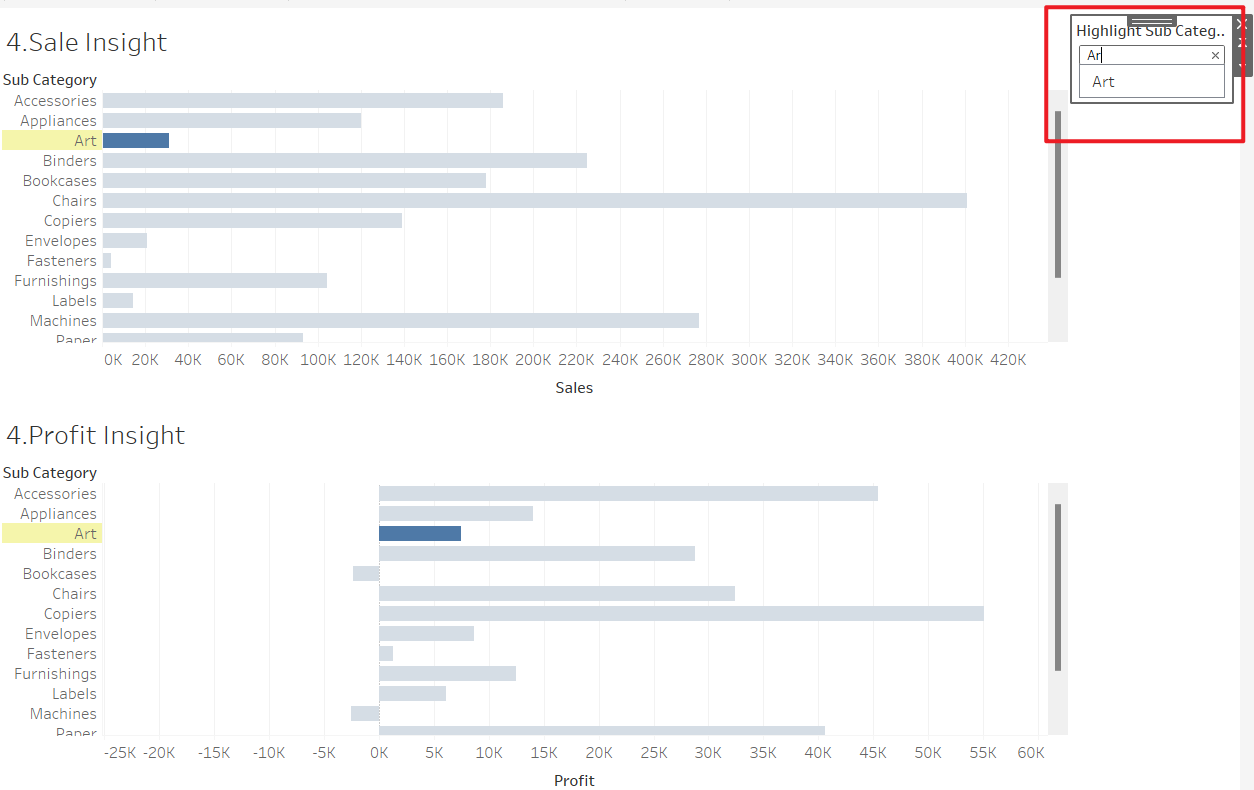 4.Sale Insight
Sub Category
Accessories
Appliances
Art
Binders
Bookcases
Chairs
Copiers
Envelopes
Fasteners
Furnishings
Labels
Machines
Paper
0K 20K 40K 60K 80K 100K 120K 140K 160K 180K 200K 220K 240K 260K 280K 300K 320K 340K 360K 380K 400K 420K
Sales
Highlight Sub Categ..
Ar
Art
4.Profit Insight
Sub Category
Accessories
Appliances
Art
Binders
Bookcases
Chairs
Copiers
Envelopes
Fasteners
Furnishings
Labels
Machines
Paper
-25K -20K -15K -10K -5K 0K 5K 10K 15K 20K 25K 30K 35K 40K 45K 50K 55K 60K
Profit